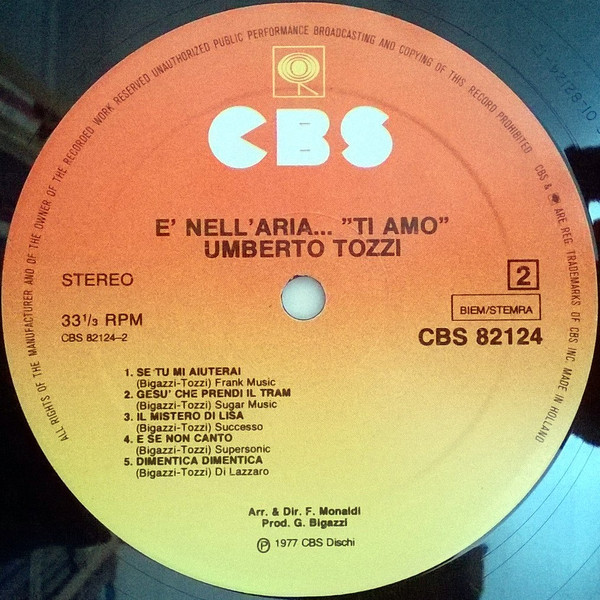 ALL RIGHTS OF THE MANUFACTURER AND OF THE OWNER OF THE RECORDED WORK RESERVED UNAUTHORIZED PUBLIC PERFORMANCE BROADCASTING AND COPYING OF THIS RECORD PROHIBITED
CBS & ARE REG. TRADEMARKS OF CBS INC. MADE IN HOLLAND
CBS
E' NELL'ARIA... "TI AMO"
UMBERTO TOZZI
STEREO
2
BIEM/STEMRA
33 1/3 RPM
CBS 82124
CBS 82124-2
1. SE TU MI AIUTERAI
(Bigazzi-Tozzi) Frank Music
2. GESU' CHE PRENDI IL TRAM
(Bigazzi-Tozzi) Sugar Music
3. IL MISTERO DI LISA
(Bigazzi-Tozzi) Successo
4. E SE NON CANTO
(Bigazzi-Tozzi) Supersonic
5. DIMENTICA DIMENTICA
(Bigazzi-Tozzi) Di Lazzaro
Arr. & Dir. F. Monaldi
Prod. G. Bigazzi
Ⓟ 1977 CBS Dischi